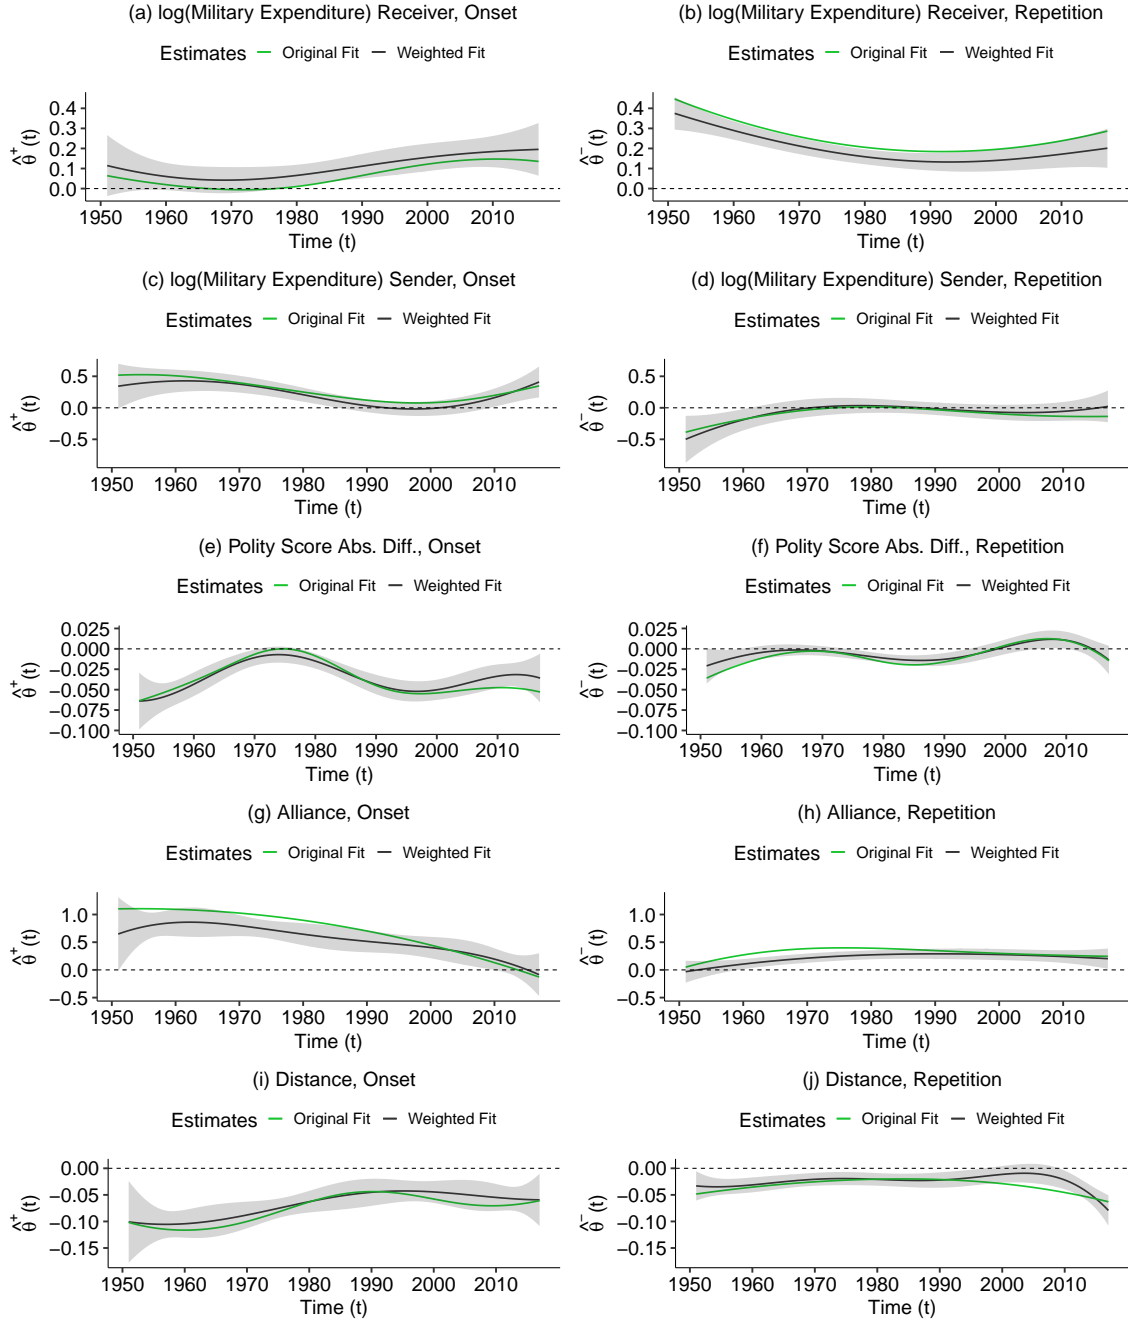 (a) log(Military Expenditure) Receiver, Onset
Estimates Original Fit Weighted Fit
θ̂⁺(t)
0.4
0.3
0.2
0.1
0.0
1950 1960 1970 1980 1990 2000 2010
Time (t)
(b) log(Military Expenditure) Receiver, Repetition
Estimates Original Fit Weighted Fit
θ̂⁻(t)
0.4
0.3
0.2
0.1
0.0
1950 1960 1970 1980 1990 2000 2010
Time (t)
(c) log(Military Expenditure) Sender, Onset
Estimates Original Fit Weighted Fit
θ̂⁺(t)
0.5
0.0
−0.5
1950 1960 1970 1980 1990 2000 2010
Time (t)
(d) log(Military Expenditure) Sender, Repetition
Estimates Original Fit Weighted Fit
θ̂⁻(t)
0.5
0.0
−0.5
1950 1960 1970 1980 1990 2000 2010
Time (t)
(e) Polity Score Abs. Diff., Onset
Estimates Original Fit Weighted Fit
θ̂⁺(t)
0.025
0.000
−0.025
−0.050
−0.075
−0.100
1950 1960 1970 1980 1990 2000 2010
Time (t)
(f) Polity Score Abs. Diff., Repetition
Estimates Original Fit Weighted Fit
θ̂⁻(t)
0.025
0.000
−0.025
−0.050
−0.075
−0.100
1950 1960 1970 1980 1990 2000 2010
Time (t)
(g) Alliance, Onset
Estimates Original Fit Weighted Fit
θ̂⁺(t)
1.0
0.5
0.0
−0.5
1950 1960 1970 1980 1990 2000 2010
Time (t)
(h) Alliance, Repetition
Estimates Original Fit Weighted Fit
θ̂⁻(t)
1.0
0.5
0.0
−0.5
1950 1960 1970 1980 1990 2000 2010
Time (t)
(i) Distance, Onset
Estimates Original Fit Weighted Fit
θ̂⁺(t)
0.00
−0.05
−0.10
−0.15
1950 1960 1970 1980 1990 2000 2010
Time (t)
(j) Distance, Repetition
Estimates Original Fit Weighted Fit
θ̂⁻(t)
0.00
−0.05
−0.10
−0.15
1950 1960 1970 1980 1990 2000 2010
Time (t)